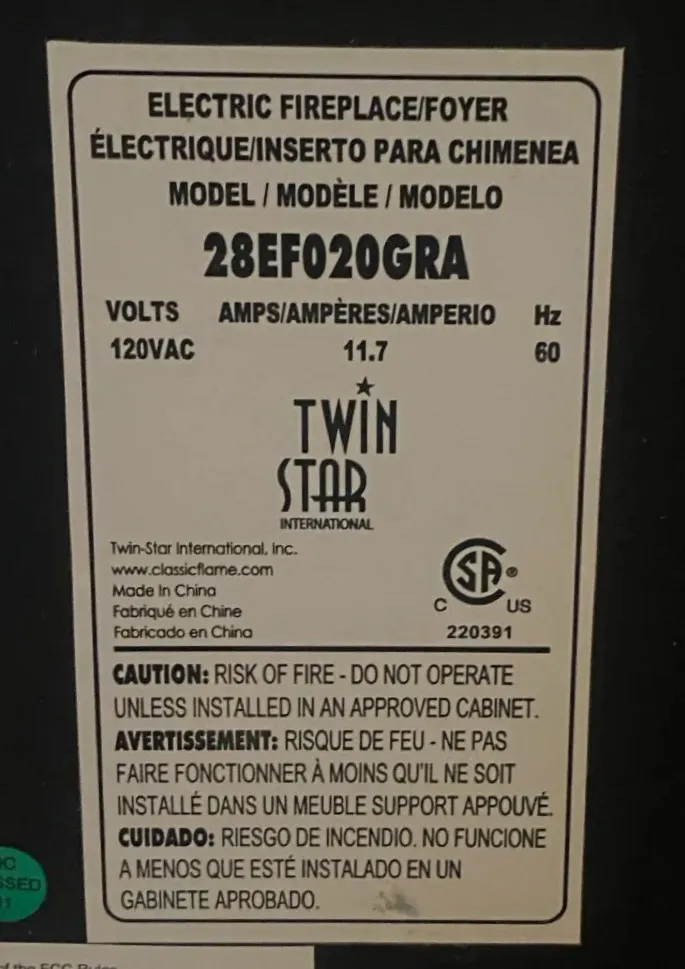 ELECTRIC FIREPLACE/FOYER
ÉLECTRIQUE/INSERTO PARA CHIMENEA
MODEL / MODÈLE / MODELO
28EF020GRA
VOLTS AMPS/AMPÈRES/AMPERIO Hz
120VAC 11.7 60
TWIN
STAR
INTERNATIONAL
Twin-Star International, Inc.
www.classicflame.com
Made In China
Fabriqué en Chine
Fabricado en China
CSA®
C US
220391
CAUTION: RISK OF FIRE - DO NOT OPERATE
UNLESS INSTALLED IN AN APPROVED CABINET.
AVERTISSEMENT: RISQUE DE FEU - NE PAS
FAIRE FONCTIONNER À MOINS QU'IL NE SOIT
INSTALLÉ DANS UN MEUBLE SUPPORT APPOUVÉ.
CUIDADO: RIESGO DE INCENDIO. NO FUNCIONE
A MENOS QUE ESTÉ INSTALADO EN UN
GABINETE APROBADO.